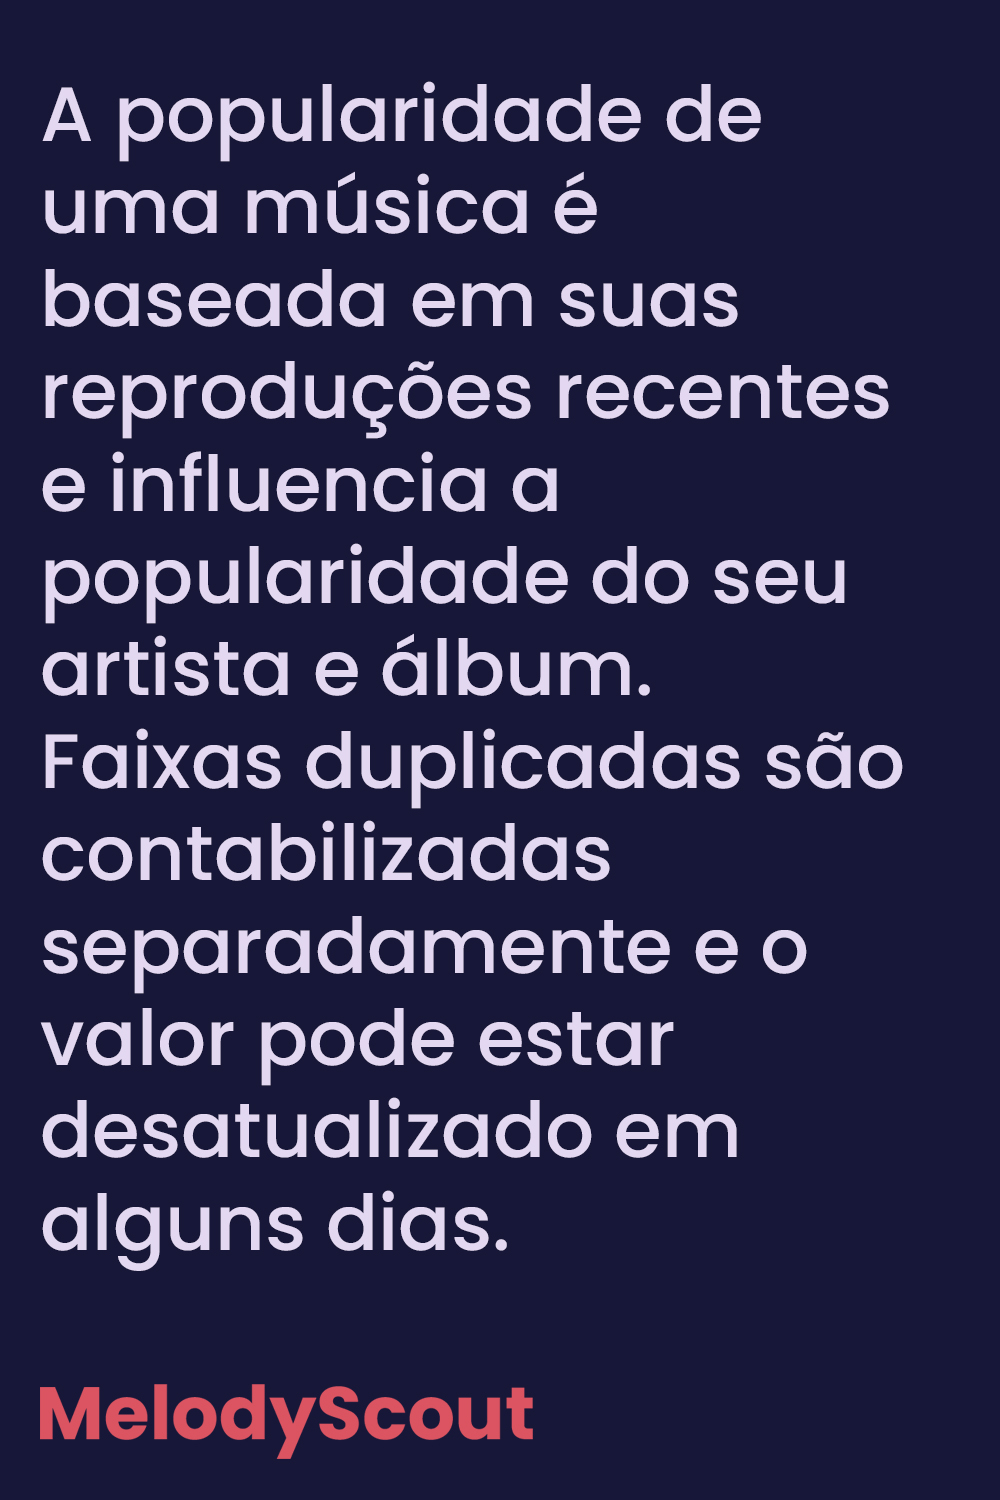 A popularidade de
uma música é
baseada em suas
reproduções recentes
e influencia a
popularidade do seu
artista e álbum.
Faixas duplicadas são
contabilizadas
separadamente e o
valor pode estar
desatualizado em
alguns dias.
MelodyScout